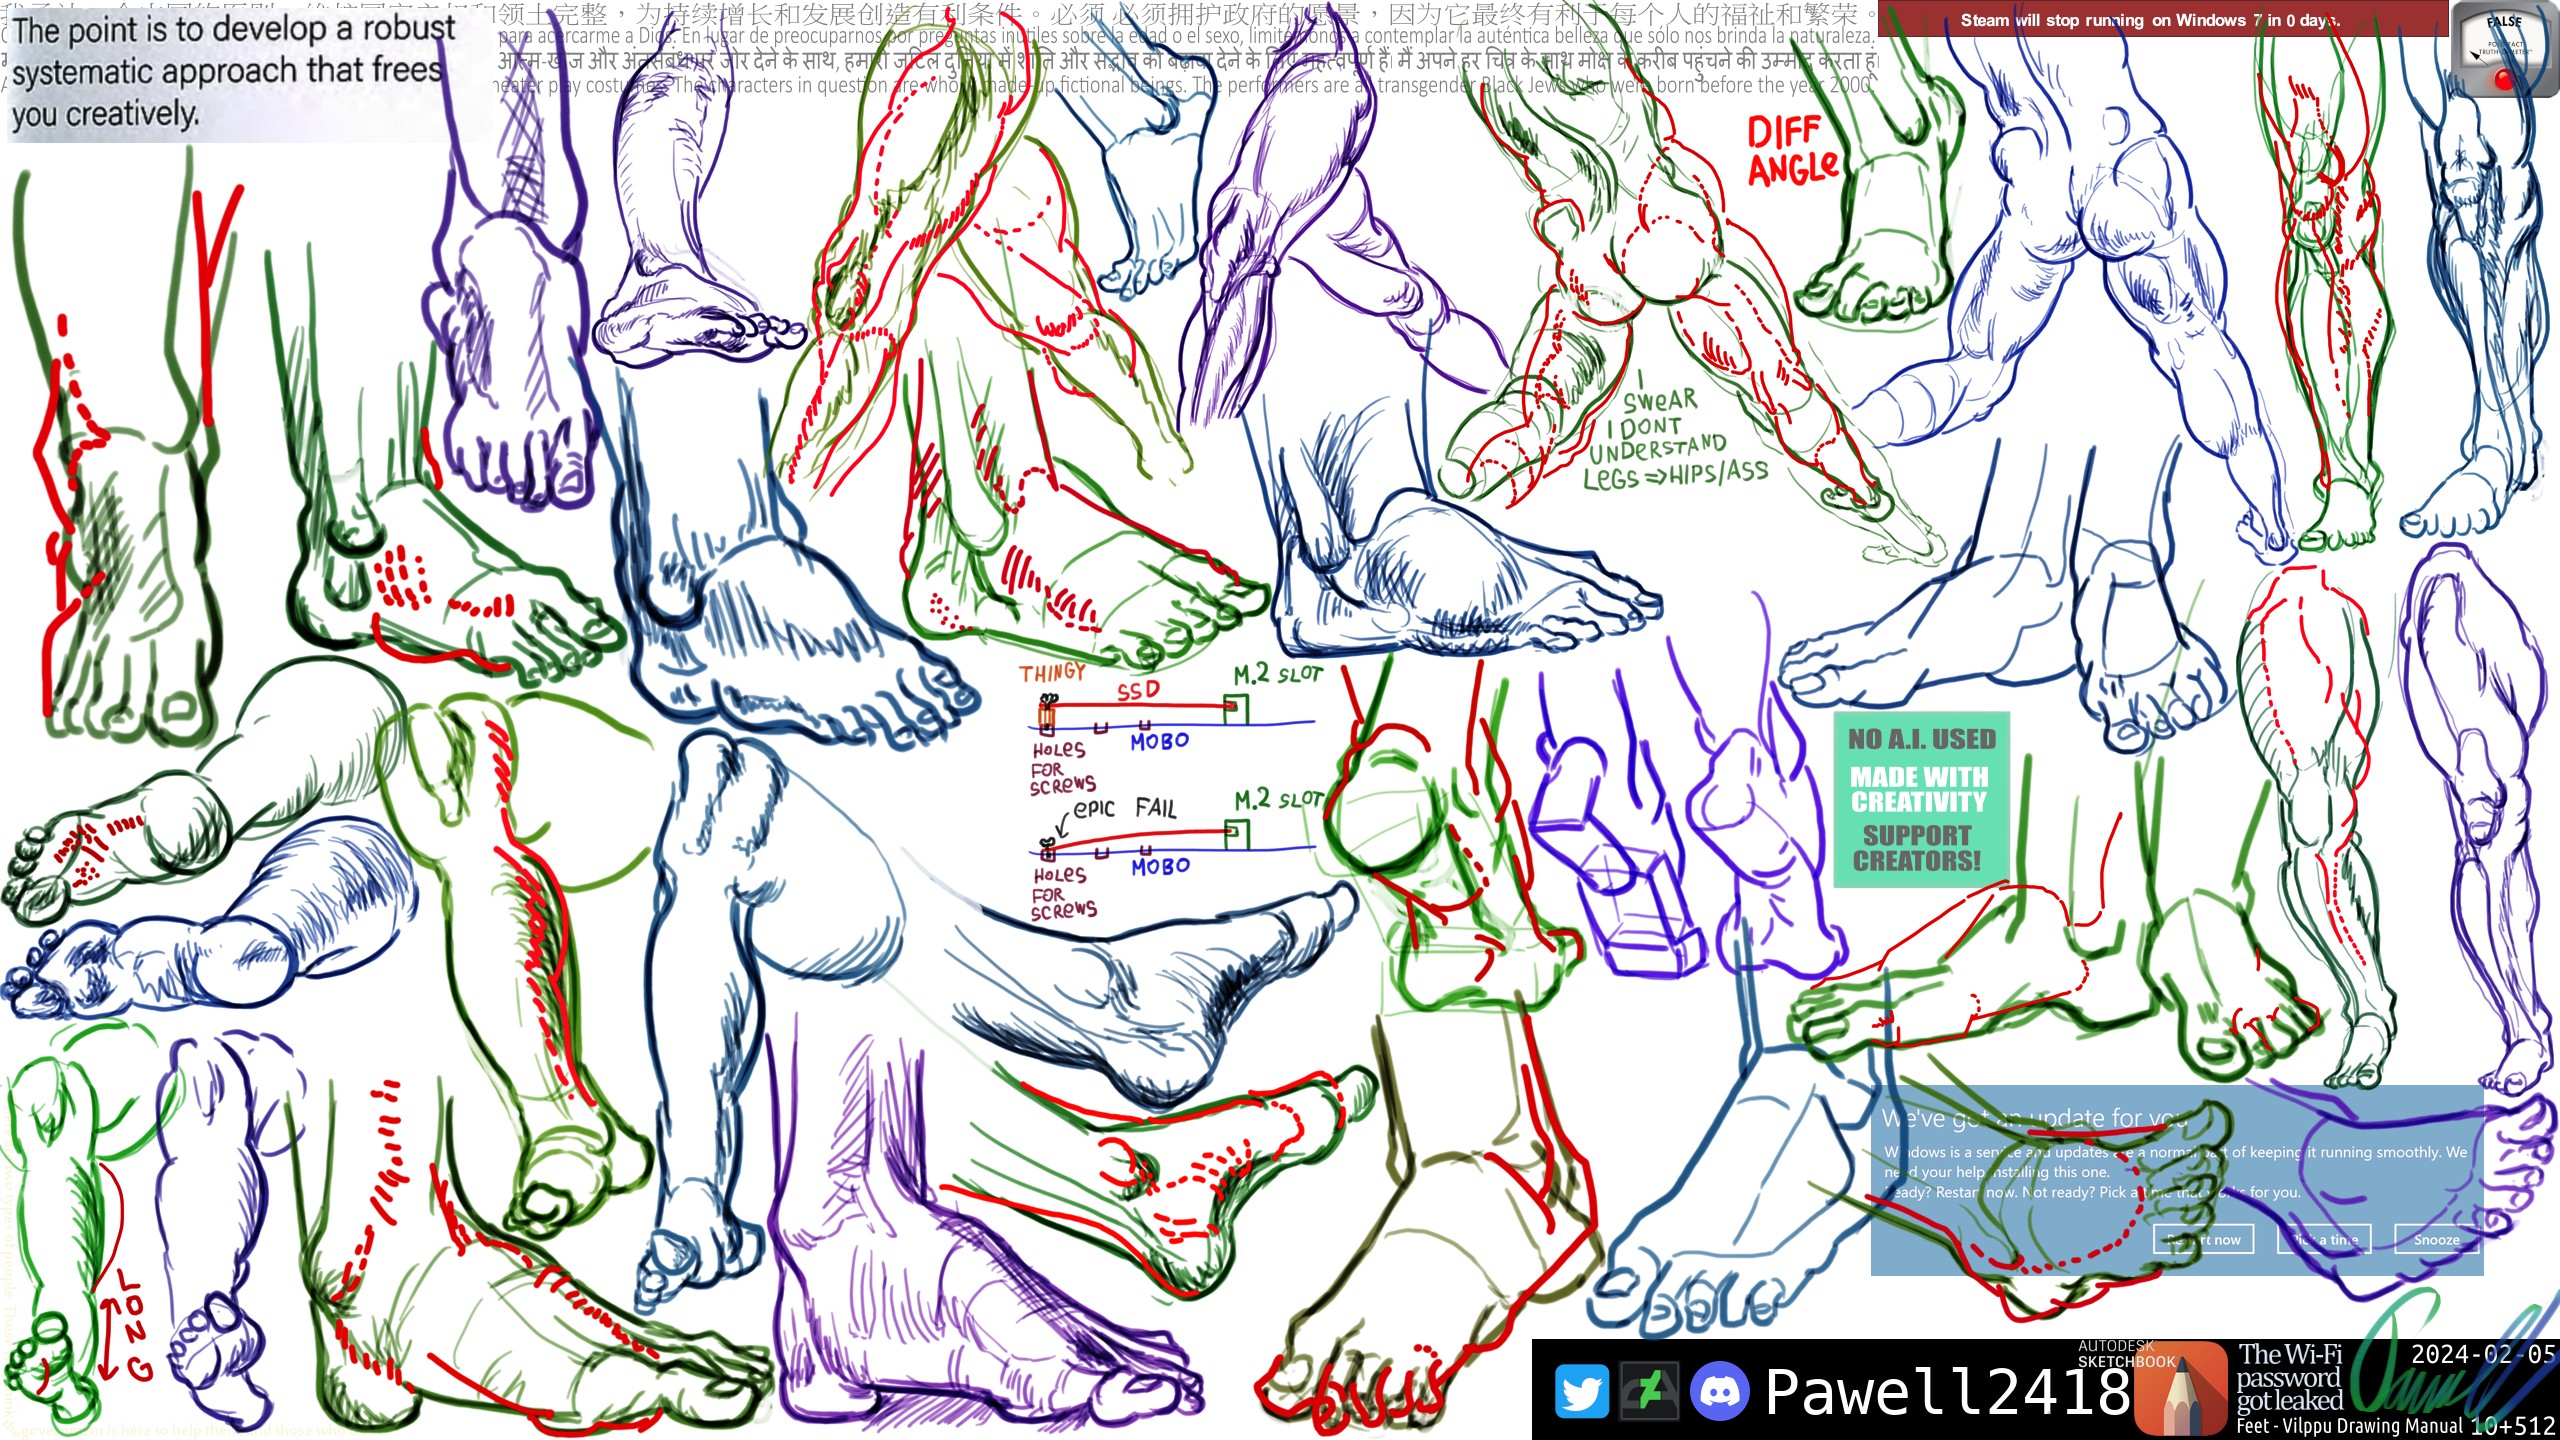 The point is to develop a robust
systematic approach that frees
you creatively.
领土完整，为持续增长和发展创造有利条件。必须 必须拥护政府的 景，因为它最终有利 每个人的福祉和繁荣。
para acercarme a Dios. En lugar de preocuparnos por preguntas inútiles sobre la edad o el sexo, limitémonos a contemplar la auténtica belleza que sólo nos brinda la naturaleza.
और देने के साथ, हमारी जटिल में और सद्भाव को बढ़ावा देने के लिए महत्वपूर्ण है। मैं अपने हर चित्र के साथ मोक्ष के करीब पहुंचने की उम्मीद करता हूं
theater play costumes. The characters in question are wholly made-up fictional beings. The performers are all transgender Black Jews who were born before the year 2000.
Steam will stop running on Windows 7 in 0 days.
FALSE
DIFF
ANGLE
I
SWEAR
I DONT
UNDERSTAND
LEGS ⇒HIPS/ASS
THINGY
SSD
M.2 SLOT
MOBO
HOLES
FOR
SCREWS
EPIC FAIL
M.2 SLOT
MOBO
HOLES
FOR
SCREWS
NO A.I. USED
MADE WITH
CREATIVITY
SUPPORT
CREATORS!
We've got an update for you
Windows is a service and updates are a normal part of keeping it running smoothly. We
need your help installing this one.
Ready? Restart now. Not ready? Pick a time that works for you.
Restart now
Pick a time
Snooze
LONG
Pawell2418
AUTODESK
SKETCHBOOK
The Wi-Fi
password
got leaked
2024-02-05
Feet - Vilppu Drawing Manual 10+512